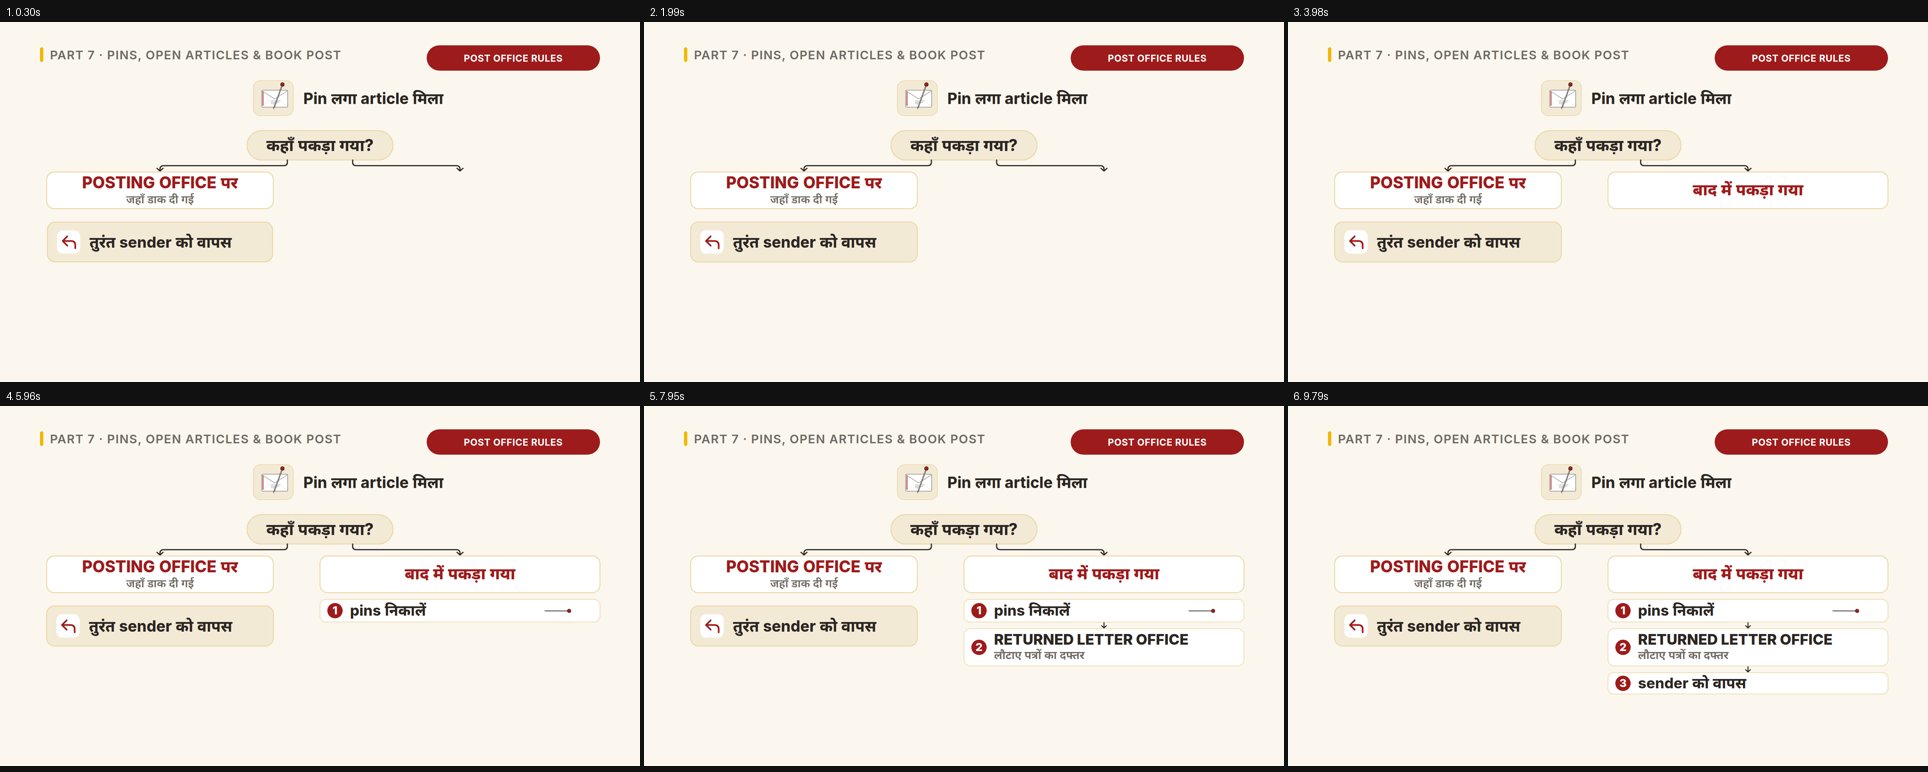 1. 0.30s
PART 7 · PINS, OPEN ARTICLES & BOOK POST
POST OFFICE RULES
Pin लगा article मिला
कहाँ पकड़ा गया?
POSTING OFFICE पर
जहाँ डाक दी गई
तुरंत sender को वापस
2. 1.99s
PART 7 · PINS, OPEN ARTICLES & BOOK POST
POST OFFICE RULES
Pin लगा article मिला
कहाँ पकड़ा गया?
POSTING OFFICE पर
जहाँ डाक दी गई
तुरंत sender को वापस
3. 3.98s
PART 7 · PINS, OPEN ARTICLES & BOOK POST
POST OFFICE RULES
Pin लगा article मिला
कहाँ पकड़ा गया?
POSTING OFFICE पर
जहाँ डाक दी गई
बाद में पकड़ा गया
तुरंत sender को वापस
4. 5.96s
PART 7 · PINS, OPEN ARTICLES & BOOK POST
POST OFFICE RULES
Pin लगा article मिला
कहाँ पकड़ा गया?
POSTING OFFICE पर
जहाँ डाक दी गई
तुरंत sender को वापस
बाद में पकड़ा गया
1 pins निकालें
5. 7.95s
PART 7 · PINS, OPEN ARTICLES & BOOK POST
POST OFFICE RULES
Pin लगा article मिला
कहाँ पकड़ा गया?
POSTING OFFICE पर
जहाँ डाक दी गई
तुरंत sender को वापस
बाद में पकड़ा गया
1 pins निकालें
2 RETURNED LETTER OFFICE
लौटाए पत्रों का दफ्तर
6. 9.79s
PART 7 · PINS, OPEN ARTICLES & BOOK POST
POST OFFICE RULES
Pin लगा article मिला
कहाँ पकड़ा गया?
POSTING OFFICE पर
जहाँ डाक दी गई
तुरंत sender को वापस
बाद में पकड़ा गया
1 pins निकालें
2 RETURNED LETTER OFFICE
लौटाए पत्रों का दफ्तर
3 sender को वापस